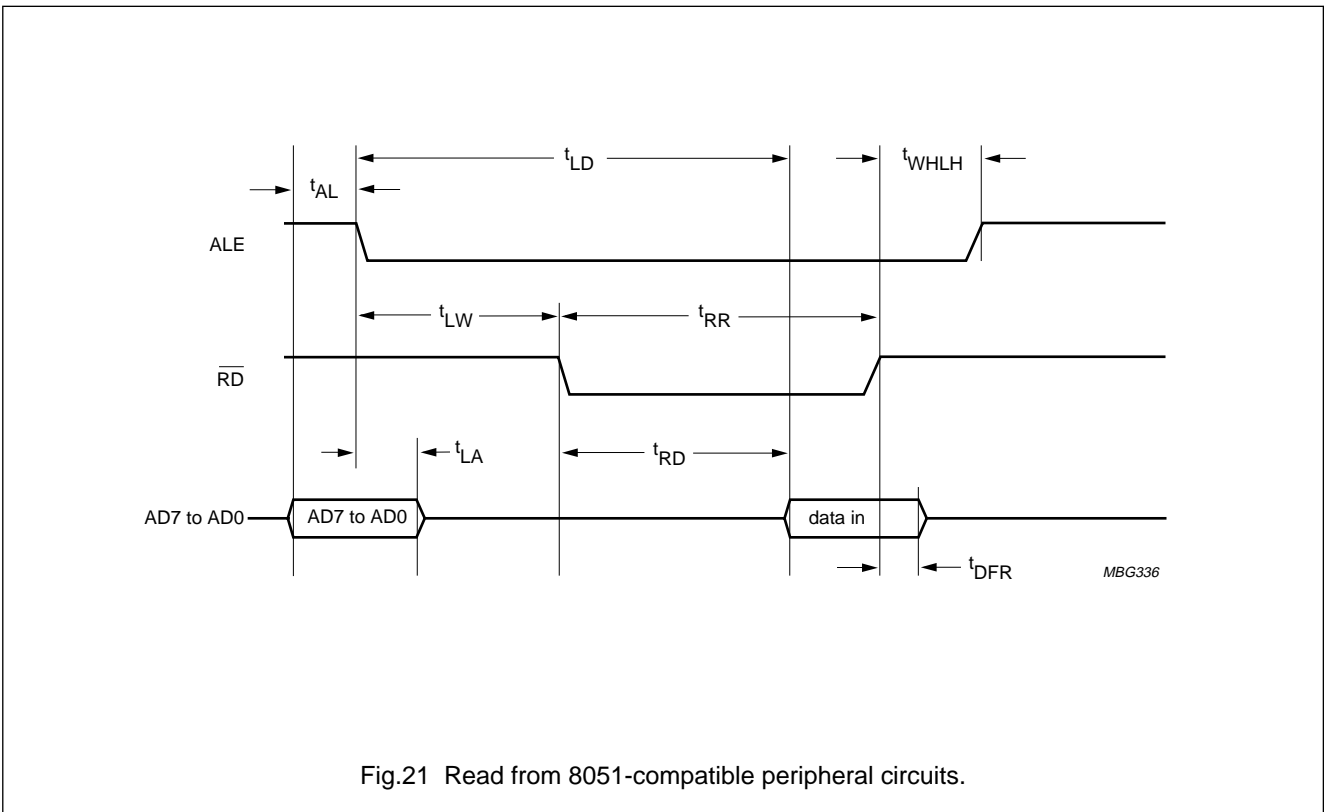 tLD
tWHLH
tAL
ALE
tLW
tRR
RD
tLA
tRD
AD7 to AD0
AD7 to AD0
data in
tDFR
MBG336
Fig.21 Read from 8051-compatible peripheral circuits.